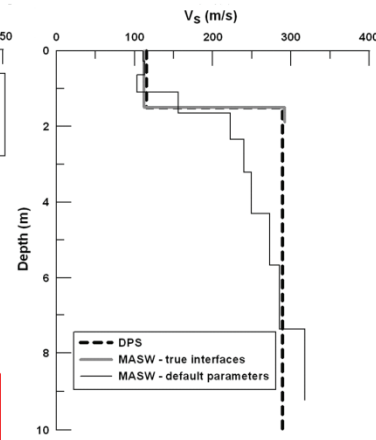 Vs (m/s)
50
0 100 200 300 400
0
2
4
6
8
10
Depth (m)
DPS
MASW - true interfaces
MASW - default parameters